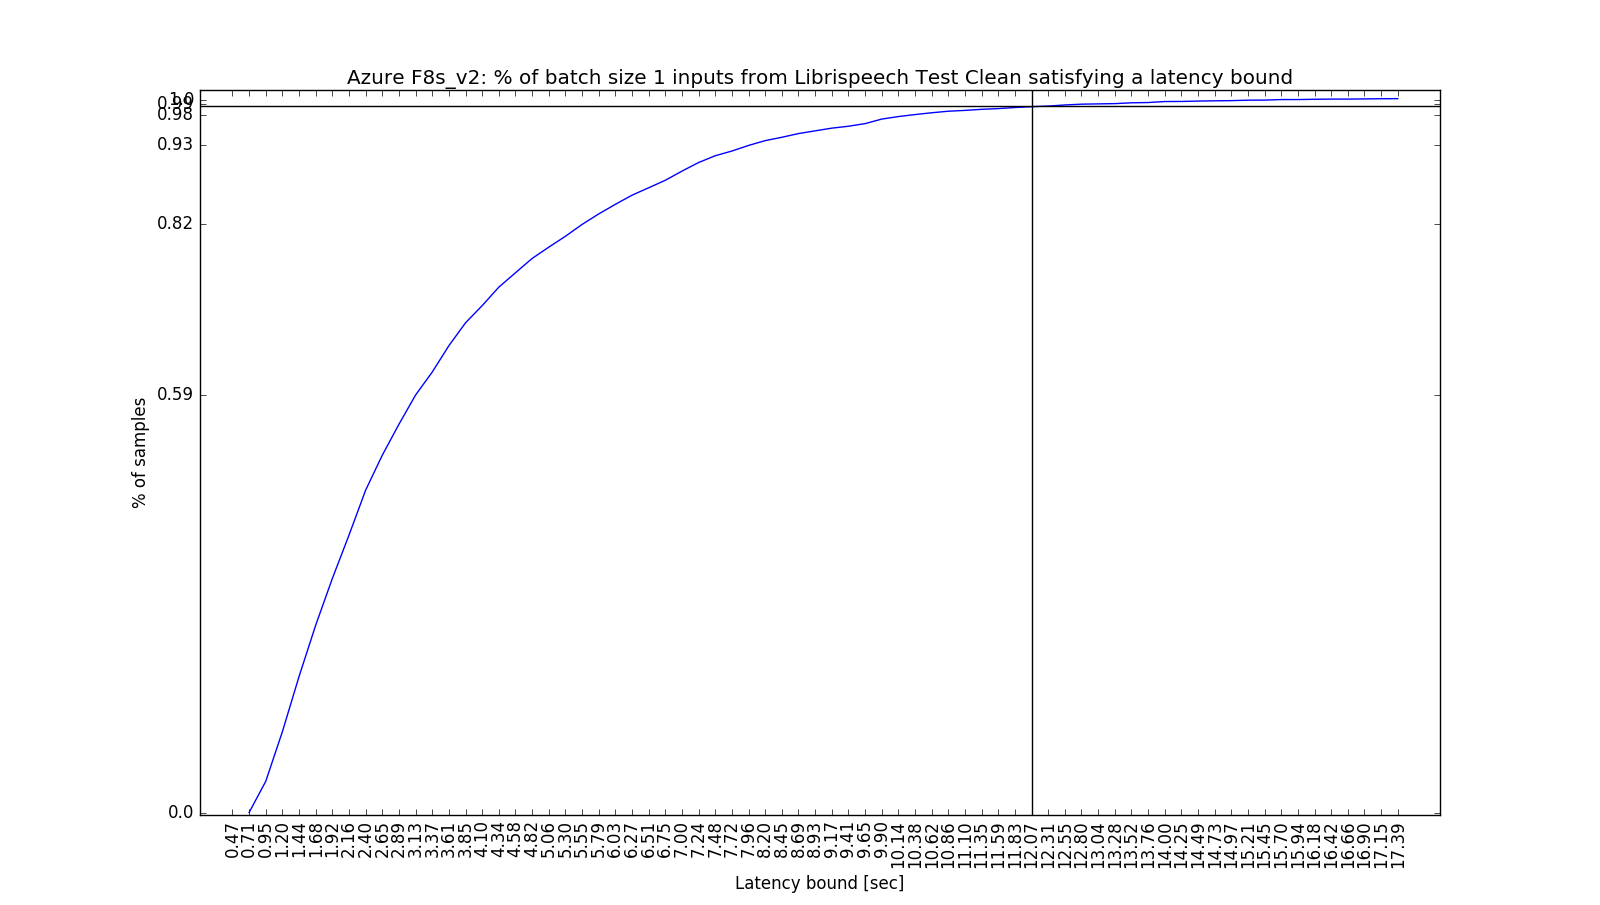 Azure F8s_v2: % of batch size 1 inputs from Librispeech Test Clean satisfying a latency bound
1.0
0.99
0.98
0.93
0.82
0.59
0.0
% of samples
0.47 0.71 0.95 1.20 1.44 1.68 1.92 2.16 2.40 2.65 2.89 3.13 3.37 3.61 3.85 4.10 4.34 4.58 4.82 5.06 5.30 5.55 5.79 6.03 6.27 6.51 6.75 7.00 7.24 7.48 7.72 7.96 8.20 8.45 8.69 8.93 9.17 9.41 9.65 9.90 10.14 10.38 10.62 10.86 11.10 11.35 11.59 11.83 12.07 12.31 12.55 12.80 13.04 13.28 13.52 13.76 14.00 14.25 14.49 14.73 14.97 15.21 15.45 15.70 15.94 16.18 16.42 16.66 16.90 17.15 17.39
Latency bound [sec]